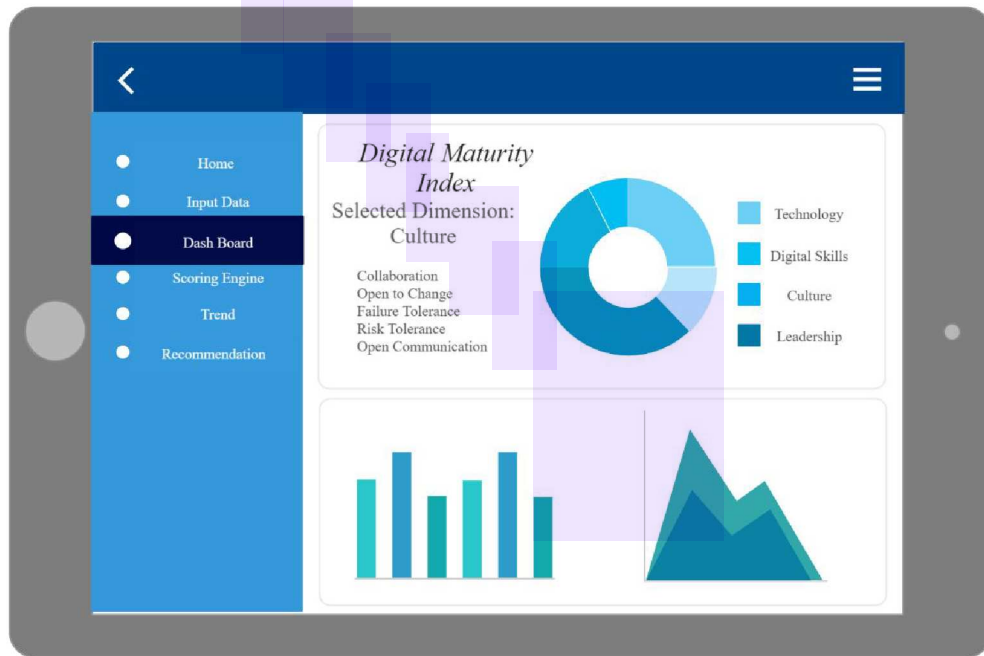 Home
Input Data
Dash Board
Scoring Engine
Trend
Recommendation
Digital Maturity
Index
Selected Dimension:
Culture
Collaboration
Open to Change
Failure Tolerance
Risk Tolerance
Open Communication
Technology
Digital Skills
Culture
Leadership